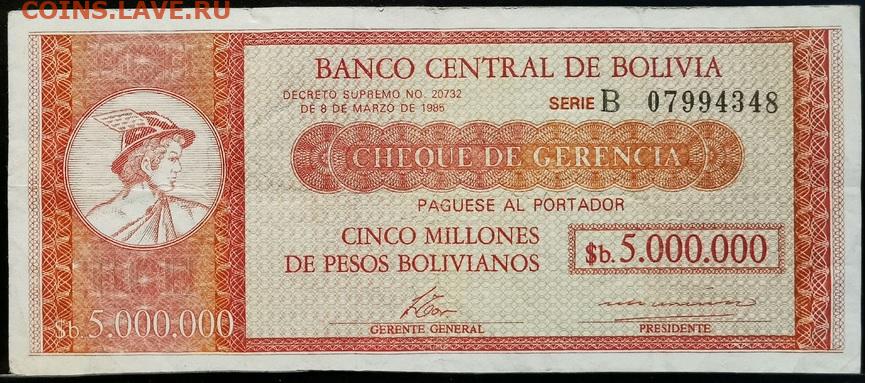 COINS.LAVE.РУ
BANCO CENTRAL DE BOLIVIA
DECRETO SUPREMO NO. 20732
DE 8 DE MARZO DE 1985
SERIE B 07994348
CHEQUE DE GERENCIA
PAGUESE AL PORTADOR
CINCO MILLONES
DE PESOS BOLIVIANOS
$b. 5.000.000
$b. 5.000.000
GERENTE GENERAL
PRESIDENTE